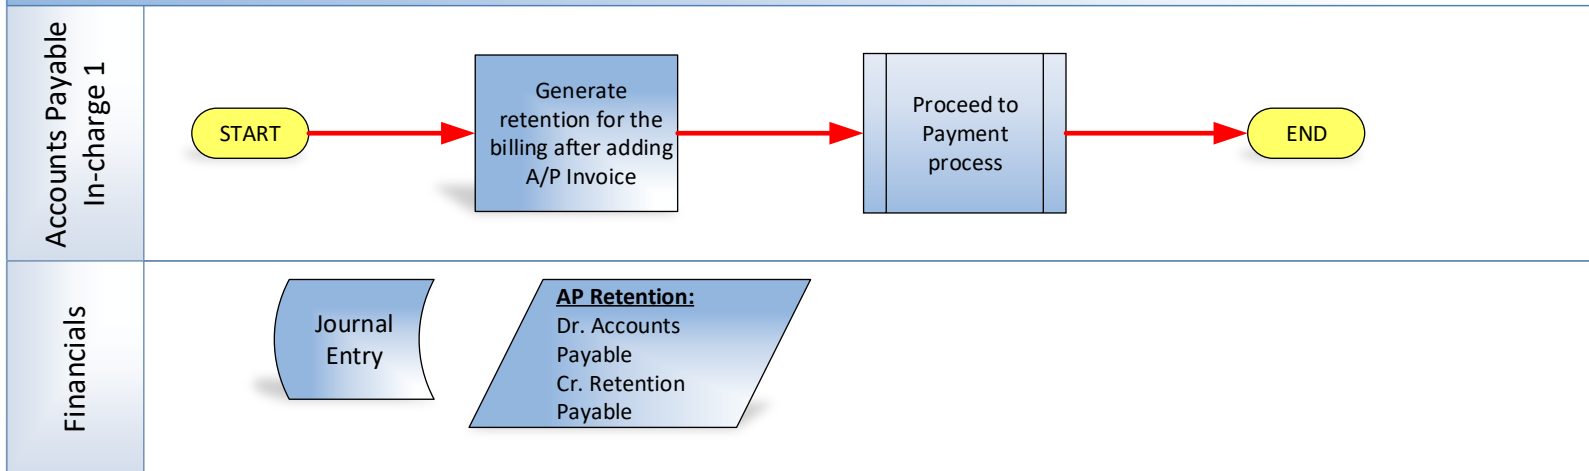 Accounts Payable
In-charge 1
START
Generate
retention for the
billing after adding
A/P Invoice
Proceed to
Payment
process
END
Financials
Journal
Entry
AP Retention:
Dr. Accounts
Payable
Cr. Retention
Payable